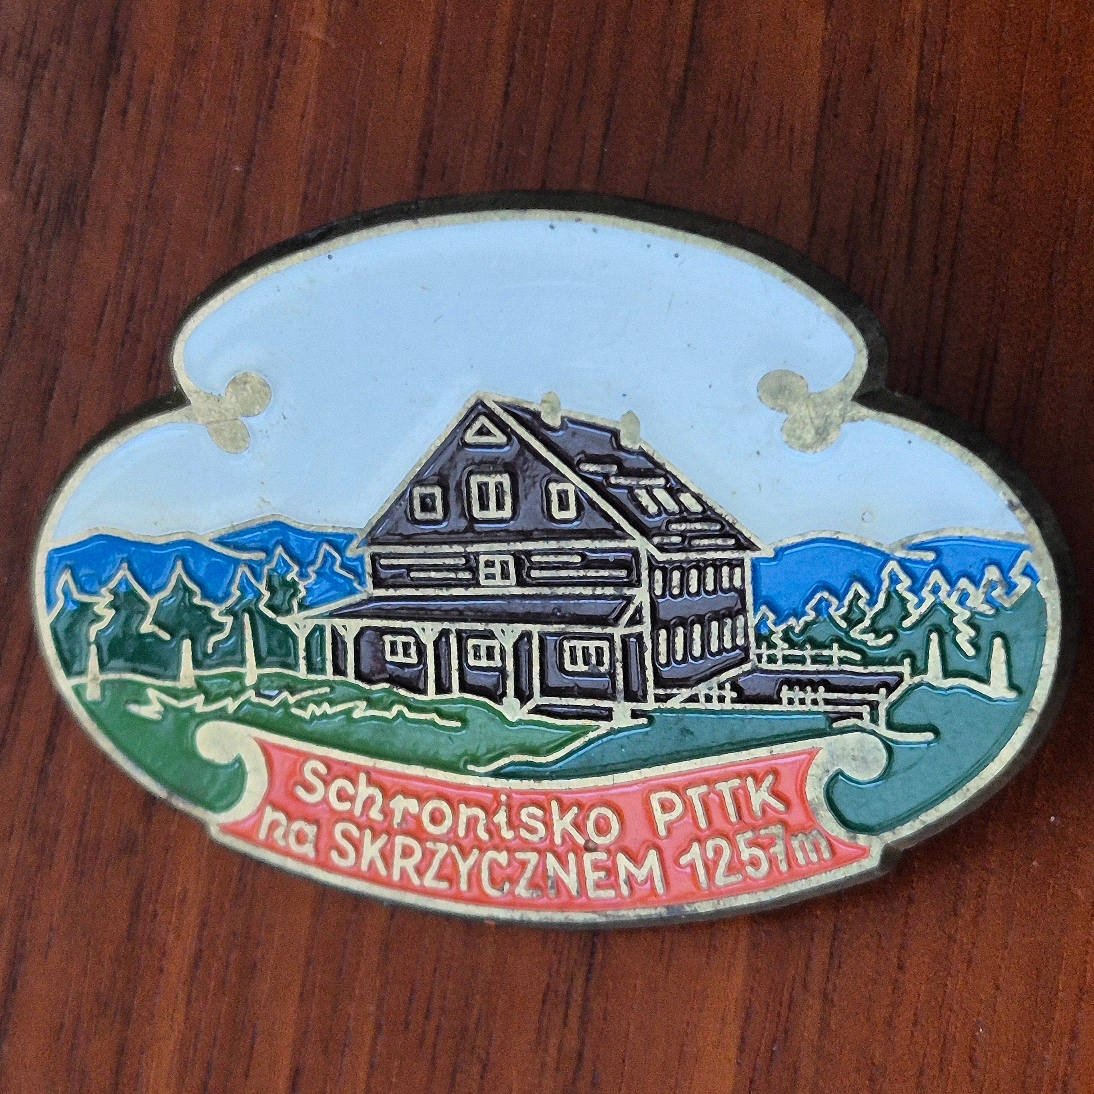 Schronisko PTTK
na SKRZYCZNEM 1257m